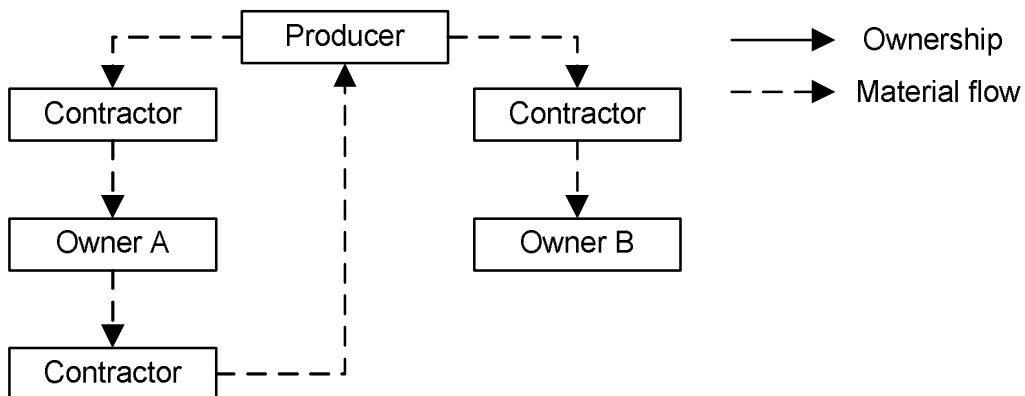 Producer
Ownership
Material flow
Contractor
Contractor
Owner A
Owner B
Contractor